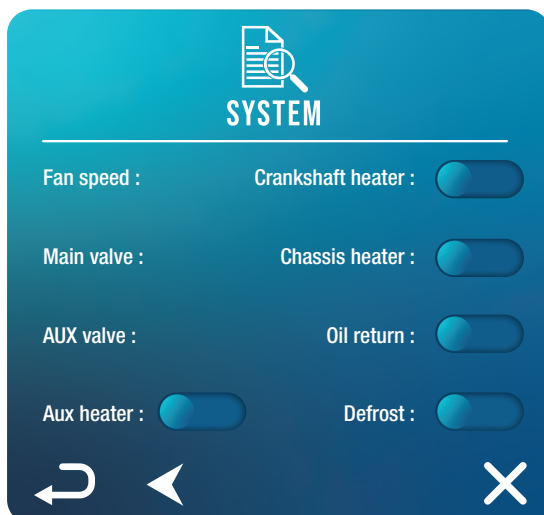 SYSTEM
Fan speed : Crankshaft heater :
Main valve : Chassis heater :
AUX valve : Oil return :
Aux heater : Defrost :